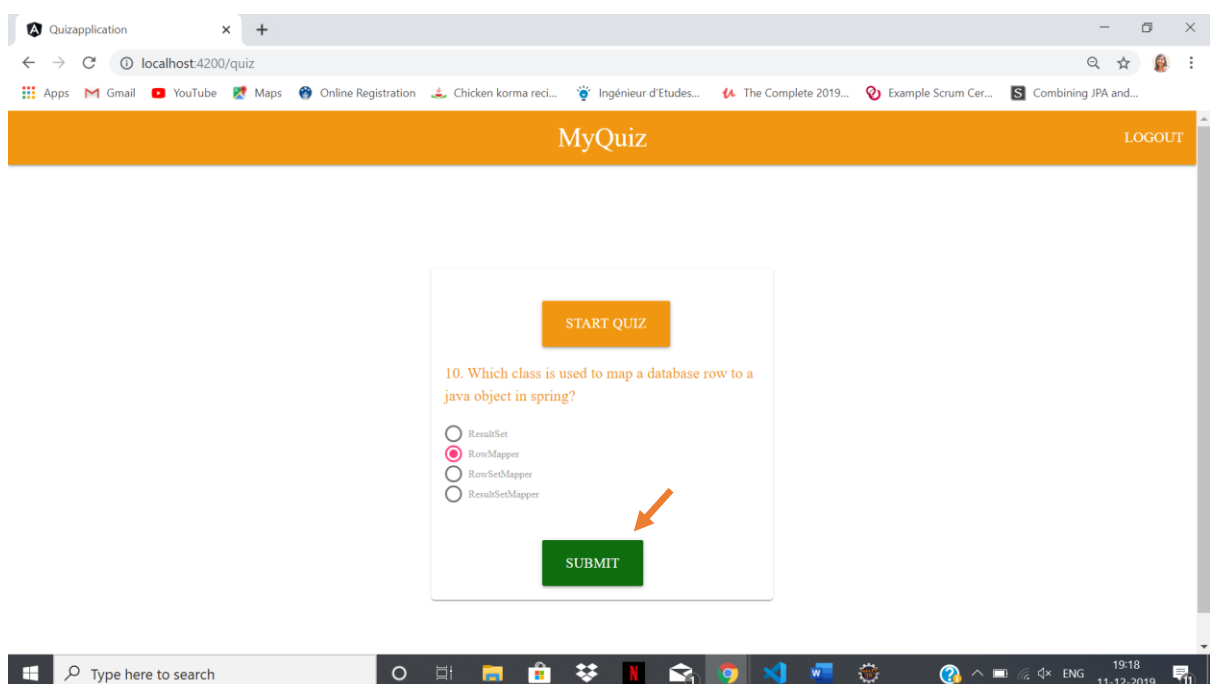 Quizapplication
localhost:4200/quiz
Apps Gmail YouTube Maps Online Registration Chicken korma reci... Ingénieur d'Etudes... The Complete 2019... Example Scrum Cer... Combining JPA and...
MyQuiz LOGOUT
START QUIZ
10. Which class is used to map a database row to a
java object in spring?
ResultSet
RowMapper
RowSetMapper
ResultSetMapper
SUBMIT
Type here to search ENG 19:18
11-12-2019 11